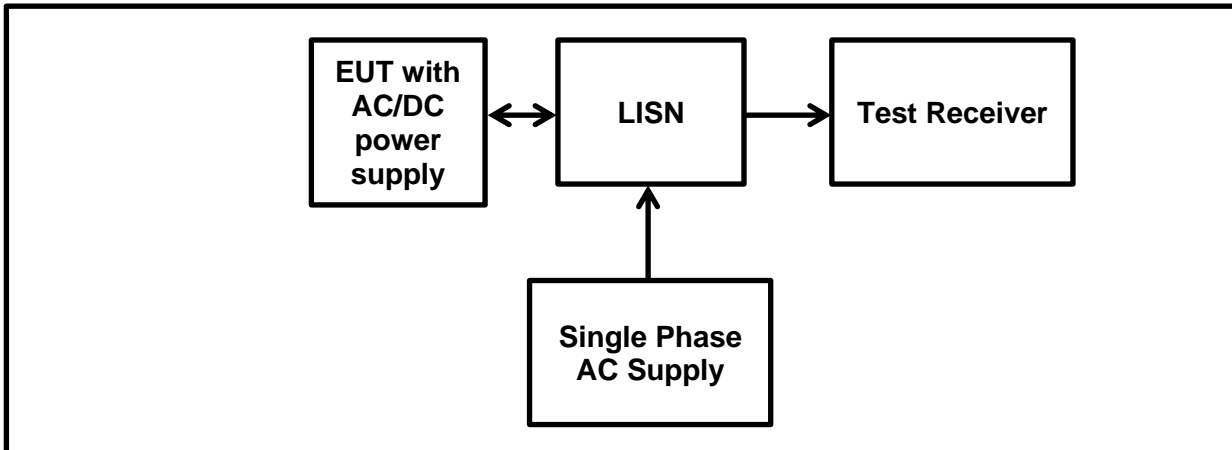 EUT with
AC/DC
power
supply
LISN
Test Receiver
Single Phase
AC Supply